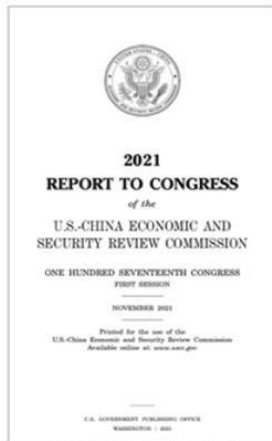 2021
REPORT TO CONGRESS
of the
U.S.-CHINA ECONOMIC AND
SECURITY REVIEW COMMISSION
ONE HUNDRED SEVENTEENTH CONGRESS
FIRST SESSION
NOVEMBER 2021
Printed for the use of the
U.S.-China Economic and Security Review Commission
Available online at: www.uscc.gov
U.S. GOVERNMENT PUBLISHING OFFICE
WASHINGTON : 2021